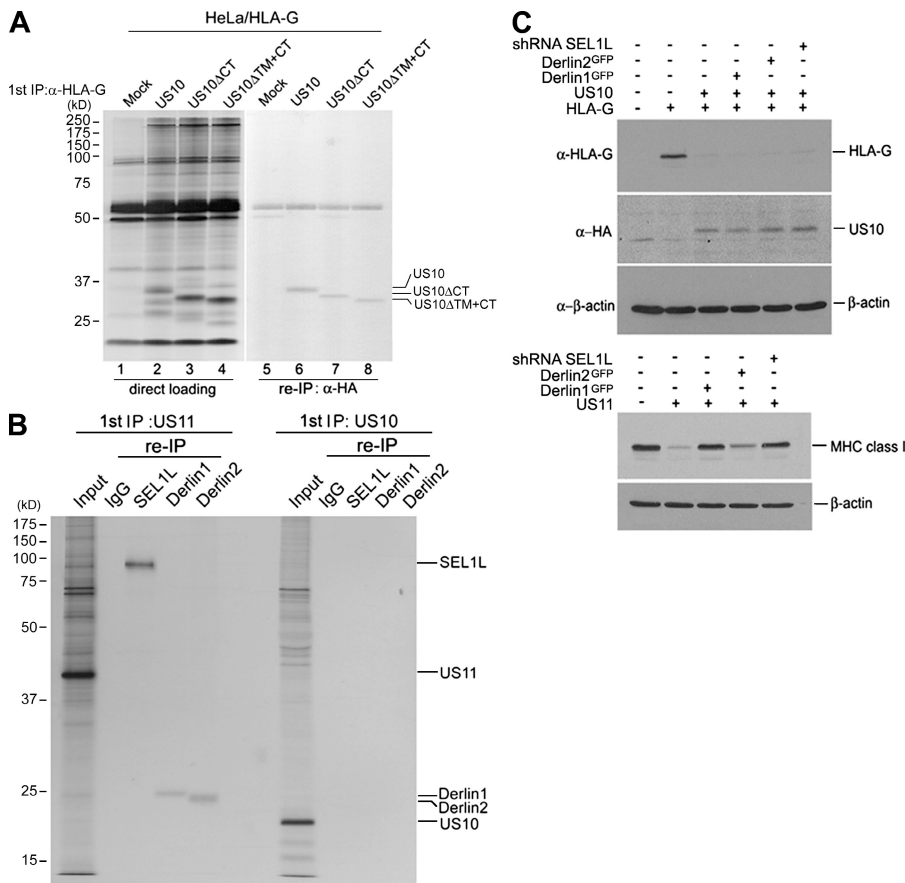 A
HeLa/HLA-G
1st IP:α-HLA-G
Mock US10 US10ΔCT US10ΔTM+CT Mock US10 US10ΔCT US10ΔTM+CT
(kD)
250
175
150
100
75
50
37
25
US10
US10ΔCT
US10ΔTM+CT
1 2 3 4 5 6 7 8
direct loading re-IP: α-HA
B
1st IP :US11 1st IP: US10
re-IP re-IP
Input IgG SEL1L Derlin1 Derlin2 Input IgG SEL1L Derlin1 Derlin2
(kD)
175
150
100
75
50
37
25
15
SEL1L
US11
Derlin1
Derlin2
US10
C
shRNA SEL1L - - - - - +
Derlin2GFP - - - - + -
Derlin1GFP - - - + - -
US10 - - + + + +
HLA-G - + + + + +
α-HLA-G HLA-G
α-HA US10
α-β-actin β-actin
shRNA SEL1L - - - - +
Derlin2GFP - - - + -
Derlin1GFP - - + - -
US11 - + + + +
MHC class I
β-actin